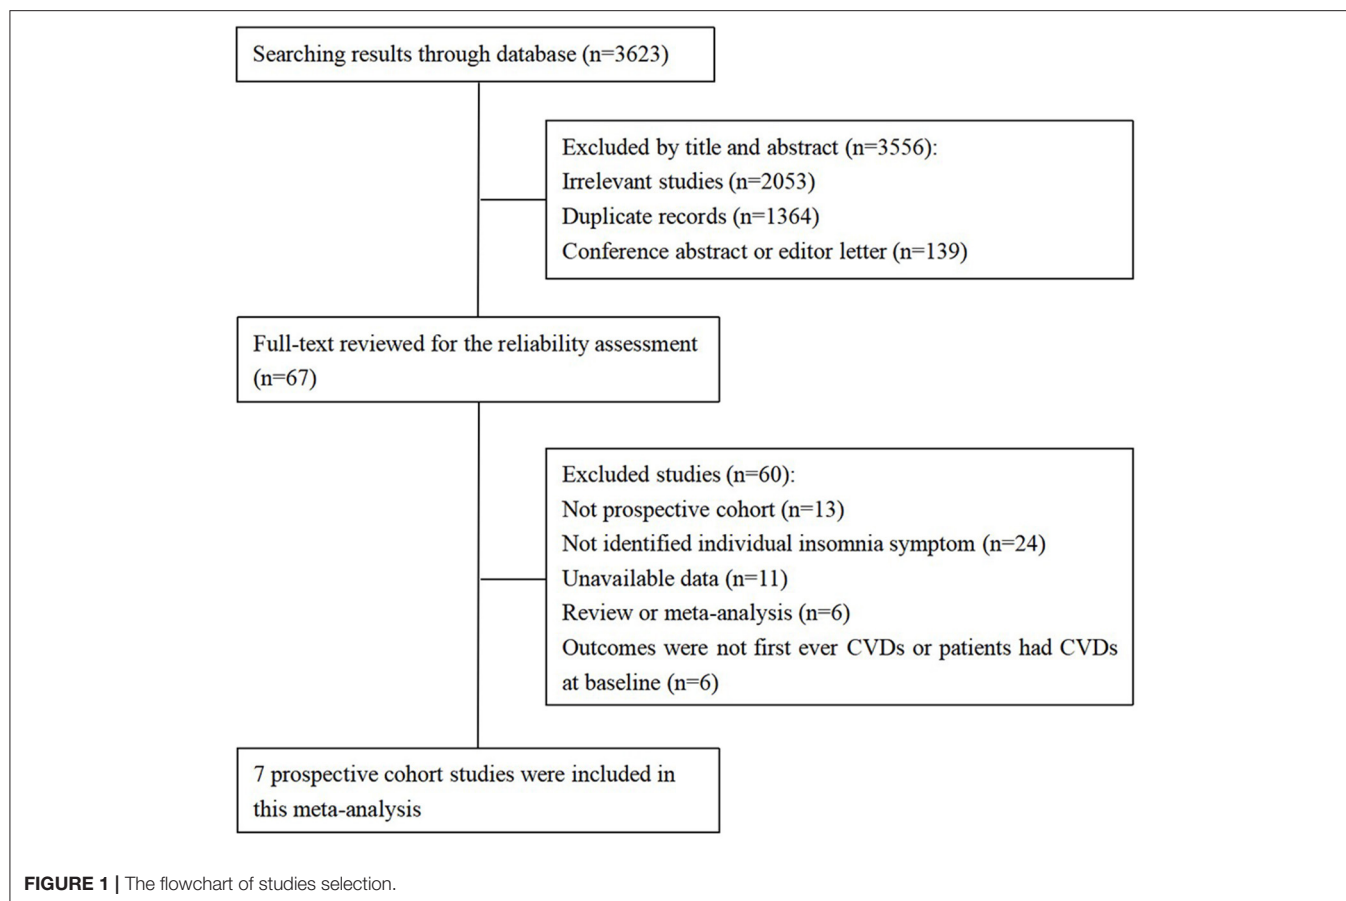 Searching results through database (n=3623)
Excluded by title and abstract (n=3556):
Irrelevant studies (n=2053)
Duplicate records (n=1364)
Conference abstract or editor letter (n=139)
Full-text reviewed for the reliability assessment
(n=67)
Excluded studies (n=60):
Not prospective cohort (n=13)
Not identified individual insomnia symptom (n=24)
Unavailable data (n=11)
Review or meta-analysis (n=6)
Outcomes were not first ever CVDs or patients had CVDs
at baseline (n=6)
7 prospective cohort studies were included in
this meta-analysis
FIGURE 1 | The flowchart of studies selection.